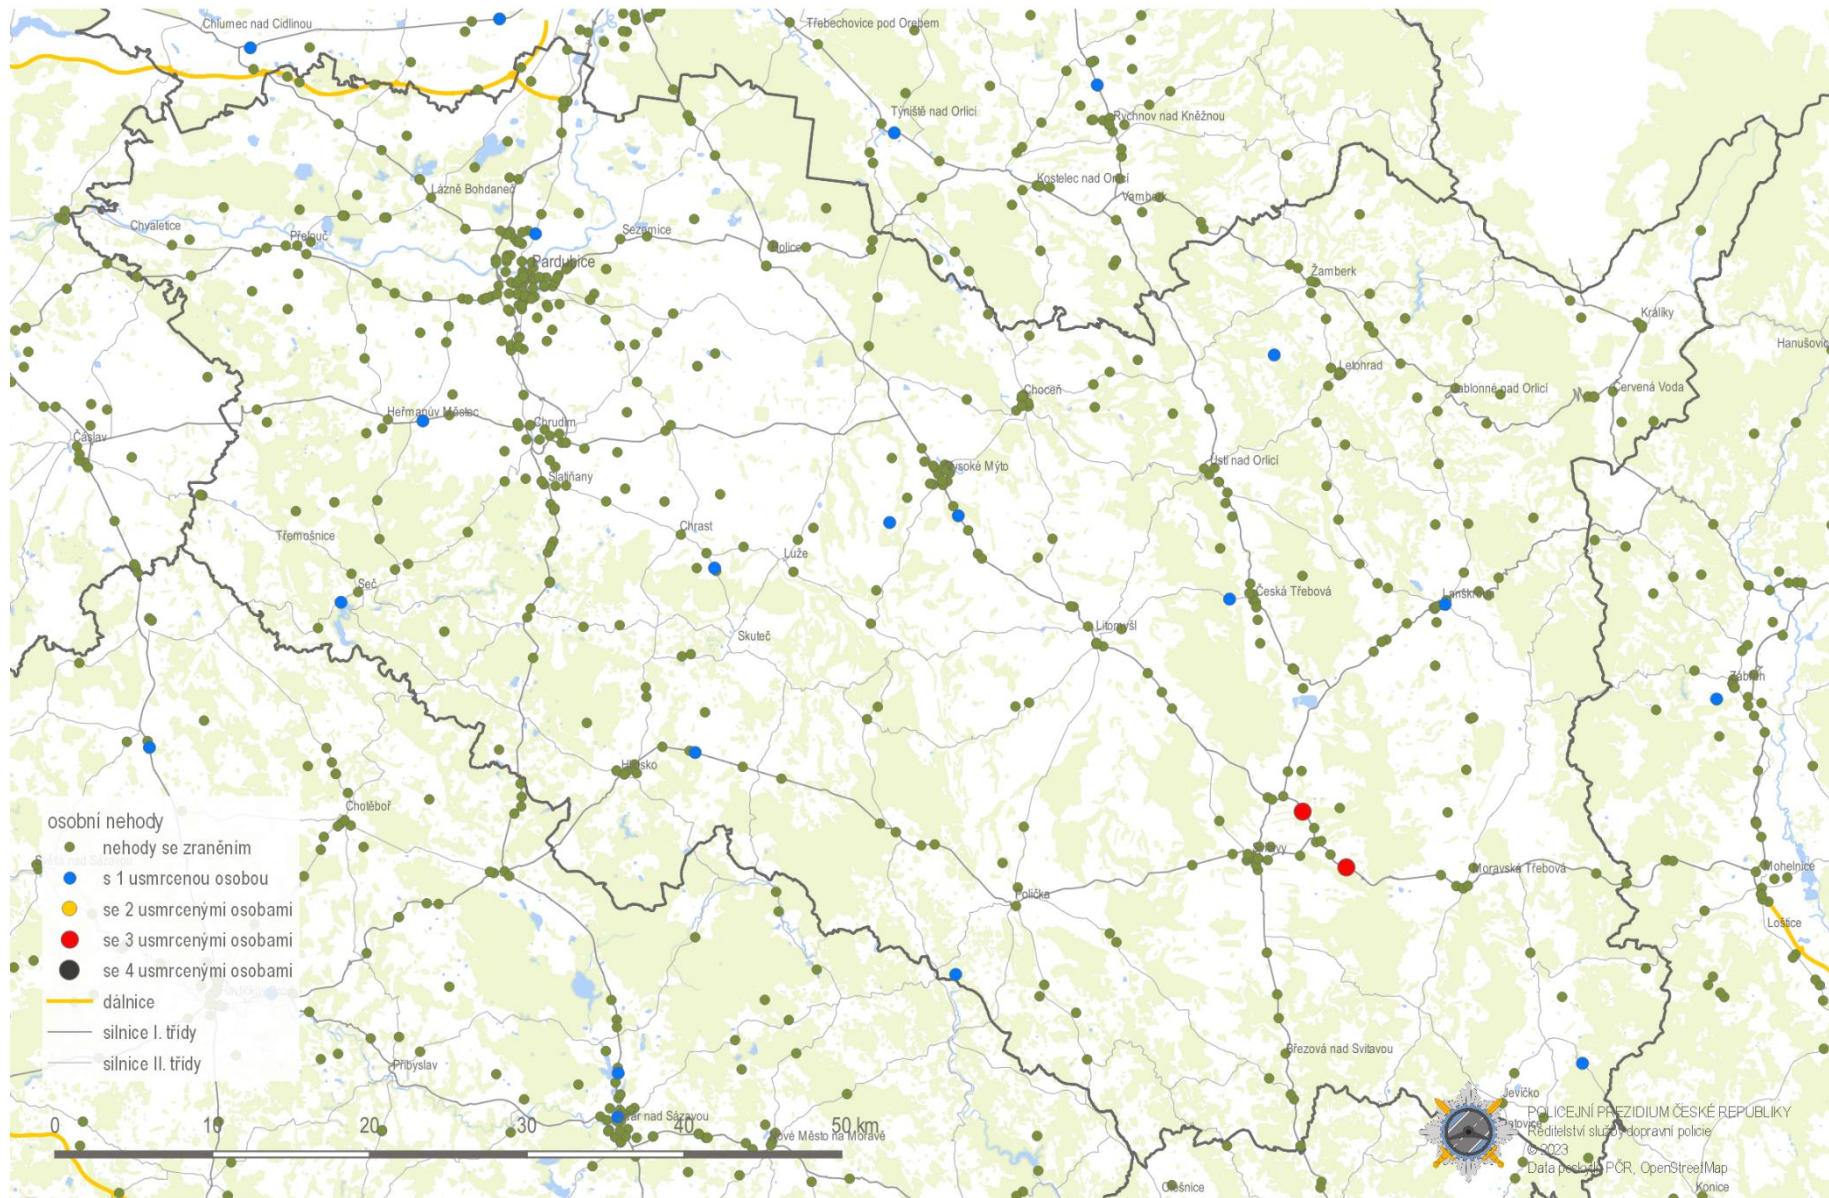 Chlumec nad Cidlinou
Třebechovice pod Orebem
Týniště nad Orlicí
Rychnov nad Kněžnou
Lázně Bohdaneč
Kostelec nad Orlicí
Vamberk
Chvaletice
Přelouč
Sezemice
Holice
Pardubice
Žamberk
Králíky
Hanušovic
Letohrad
Jablonné nad Orlicí
Červená Voda
Choceň
Heřmanův Městec
Chrudim
Čáslav
Ústí nad Orlicí
Vysoké Mýto
Slatiňany
Třemošnice
Chrast
Luže
Seč
Česká Třebová
Lanškroun
Litomyšl
Skuteč
Zábřeh
Hlinsko
Chotěboř
osobní nehody
nehody se zraněním
Světlá nad Sázavou
s 1 usmrcenou osobou
se 2 usmrcenými osobami
se 3 usmrcenými osobami
se 4 usmrcenými osobami
dálnice
silnice I. třídy
silnice II. třídy
Svitavy
Moravská Třebová
Mohelnice
Polička
Loštice
Březová nad Svitavou
Přibyslav
Jevíčko
Žďár nad Sázavou
Nové Město na Moravě
0 10 20 30 40 50 km
POLICEJNÍ PREZIDIUM ČESKÉ REPUBLIKY
Ředitelství služby dopravní policie
© 2023
Data poskytla PČR, OpenStreetMap
Olešnice
Konice